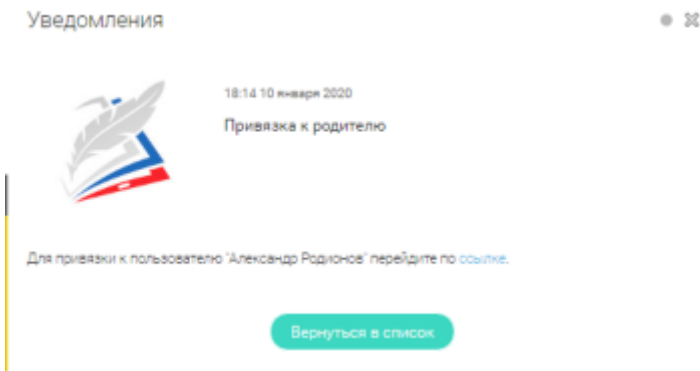 Уведомления
18:14 10 января 2020
Привязка к родителю
Для привязки к пользователю "Александр Родионов" перейдите по ссылке.
Вернуться в список